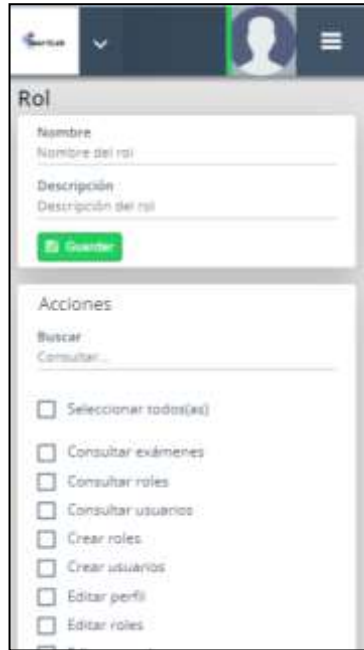 Rol
Nombre
Nombre del rol
Descripción
Descripción del rol
Guardar
Acciones
Buscar
Consultar...
Seleccionar todos(as)
Consultar exámenes
Consultar roles
Consultar usuarios
Crear roles
Crear usuarios
Editar perfil
Editar roles